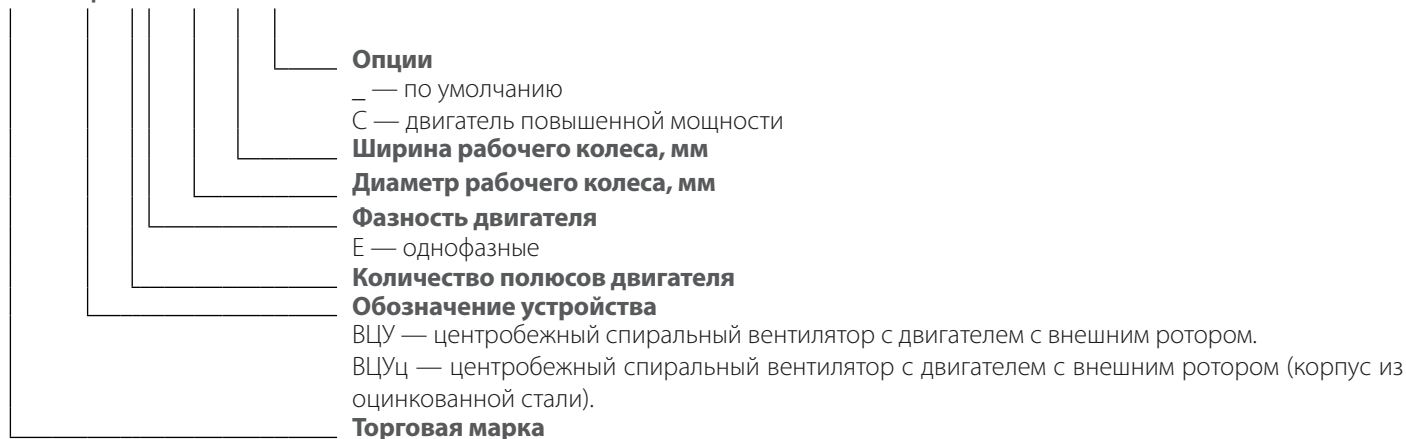 Опции
_ — по умолчанию
С — двигатель повышенной мощности
Ширина рабочего колеса, мм
Диаметр рабочего колеса, мм
Фазность двигателя
Е — однофазные
Количество полюсов двигателя
Обозначение устройства
ВЦУ — центробежный спиральный вентилятор с двигателем с внешним ротором.
ВЦУц — центробежный спиральный вентилятор с двигателем с внешним ротором (корпус из
оцинкованной стали).
Торговая марка